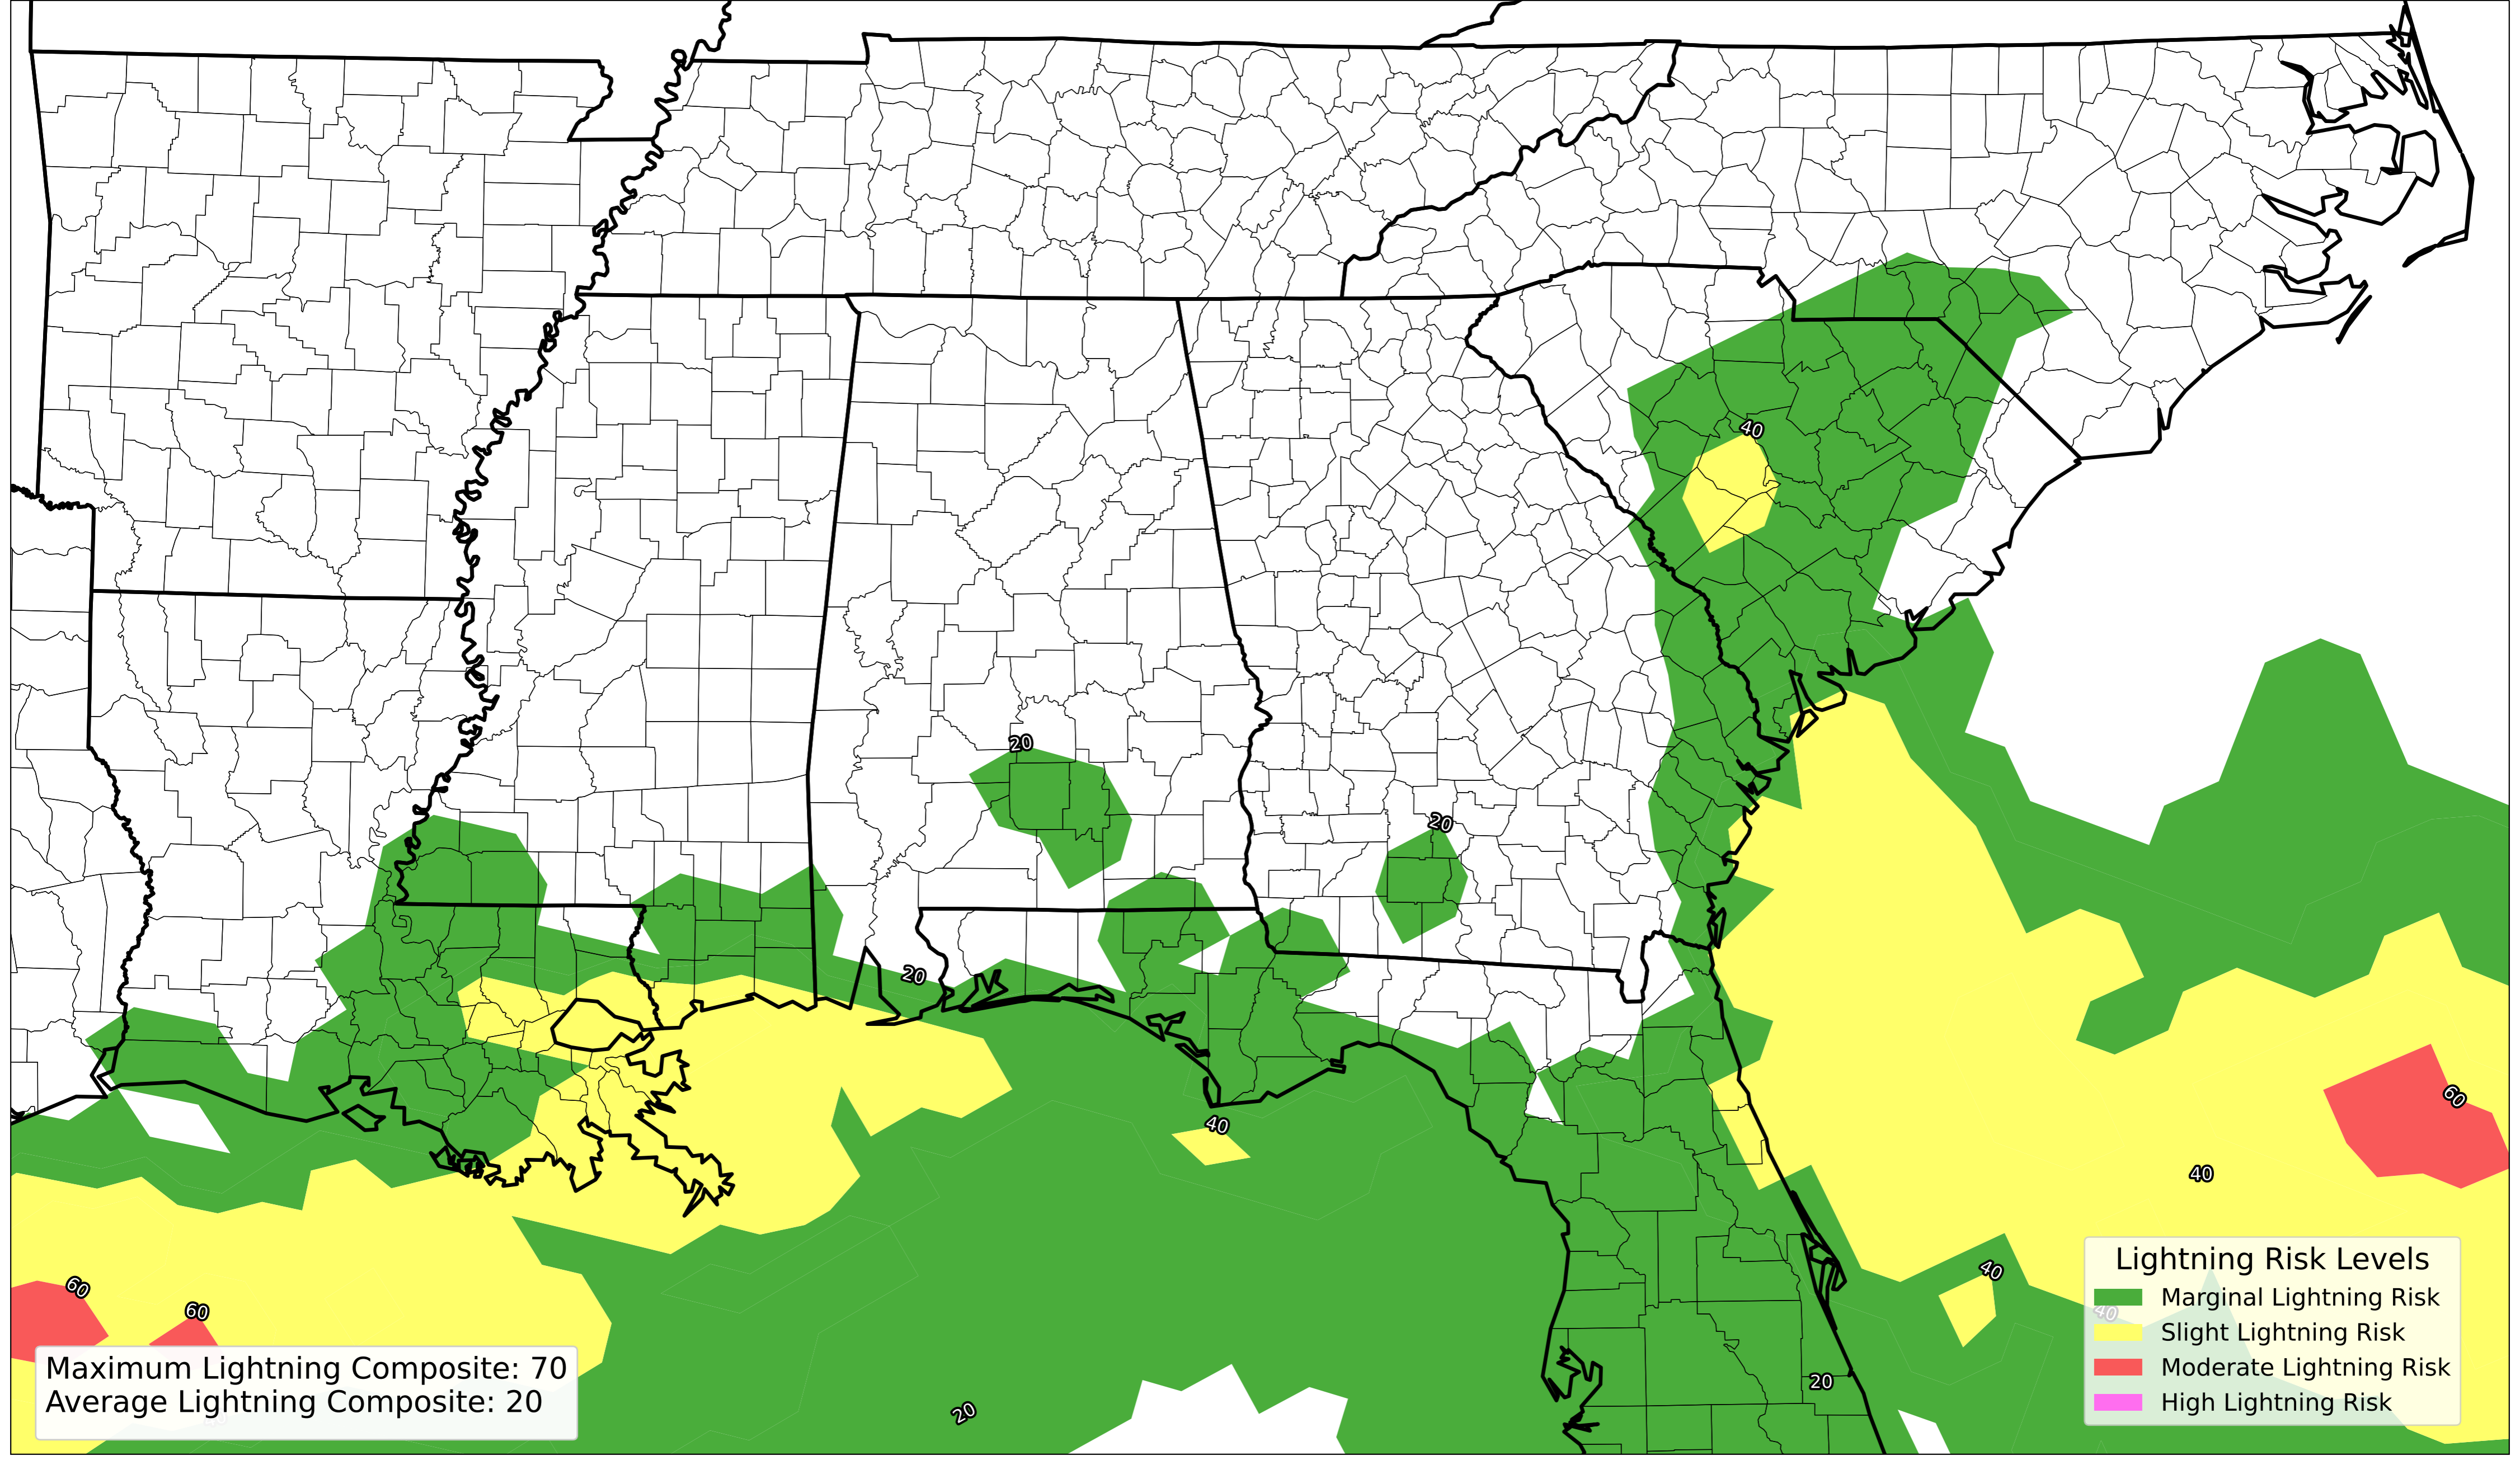 40
20
20
20
40
60
40
60
40
60
40
20
20
Lightning Risk Levels
Marginal Lightning Risk
Slight Lightning Risk
Moderate Lightning Risk
High Lightning Risk
Maximum Lightning Composite: 70
Average Lightning Composite: 20